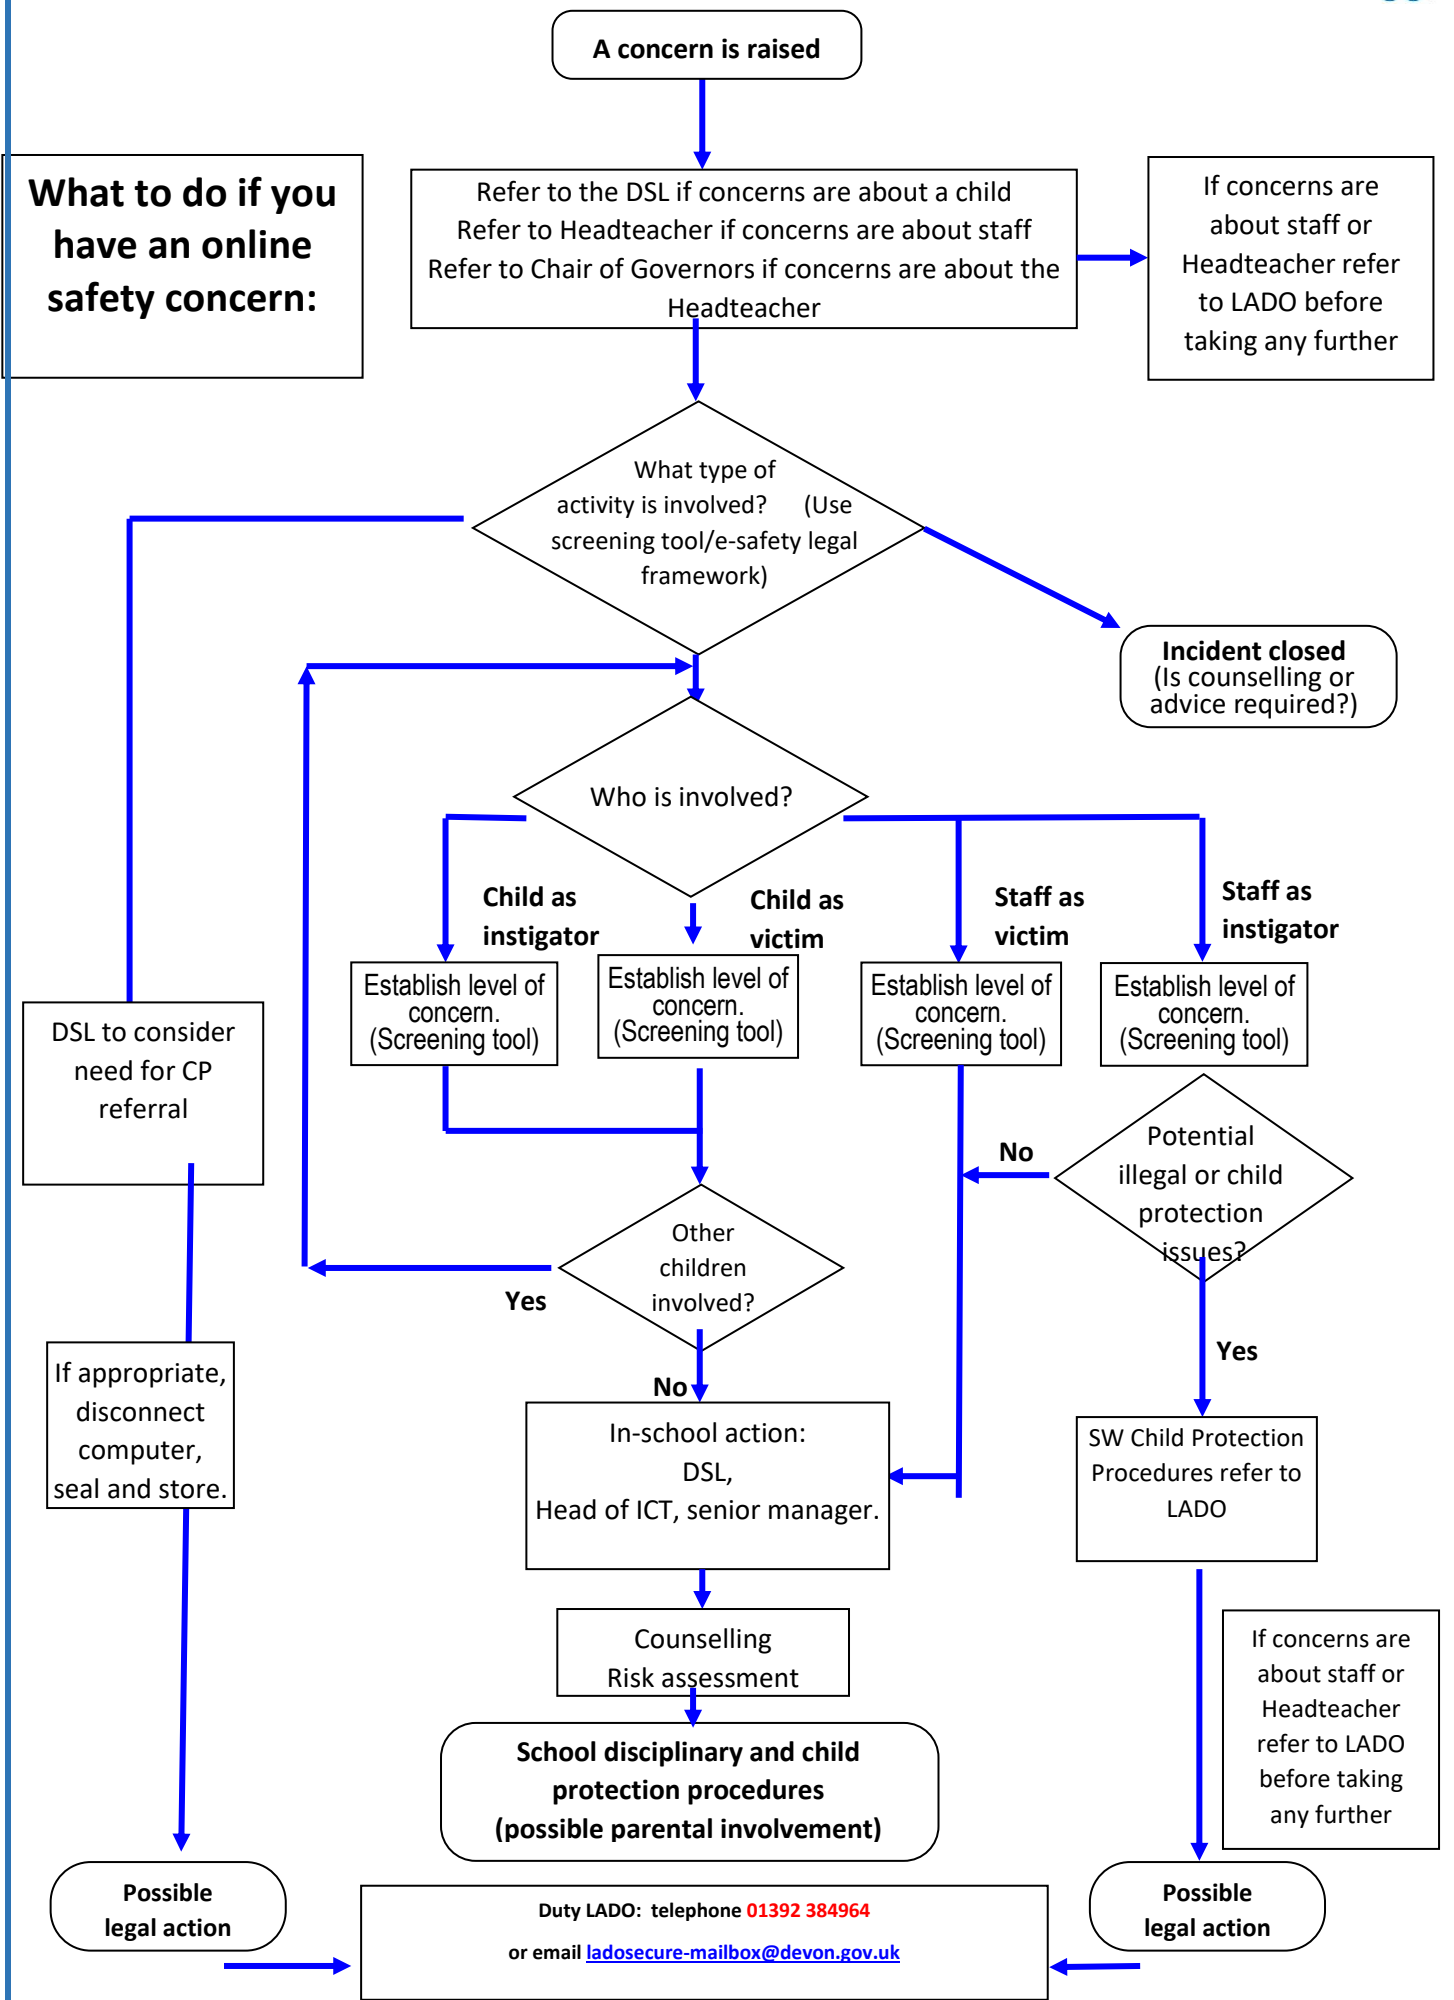 A concern is raised
What to do if you
have an online
safety concern:
Refer to the DSL if concerns are about a child
Refer to Headteacher if concerns are about staff
Refer to Chair of Governors if concerns are about the
Headteacher
If concerns are
about staff or
Headteacher refer
to LADO before
taking any further
What type of
activity is involved? (Use
screening tool/e-safety legal
framework)
Incident closed
(Is counselling or
advice required?)
Who is involved?
Child as
instigator
Child as
victim
Staff as
victim
Staff as
instigator
Establish level of
concern.
(Screening tool)
Establish level of
concern.
(Screening tool)
Establish level of
concern.
(Screening tool)
Establish level of
concern.
(Screening tool)
DSL to consider
need for CP
referral
Potential
illegal or child
protection
issues?
No
Other
children
involved?
Yes
Yes
If appropriate,
disconnect
computer,
seal and store.
No
In-school action:
DSL,
Head of ICT, senior manager.
SW Child Protection
Procedures refer to
LADO
Counselling
Risk assessment
If concerns are
about staff or
Headteacher
refer to LADO
before taking
any further
School disciplinary and child
protection procedures
(possible parental involvement)
Possible
legal action
Duty LADO: telephone 01392 384964
or email ladosecure-mailbox@devon.gov.uk
Possible
legal action